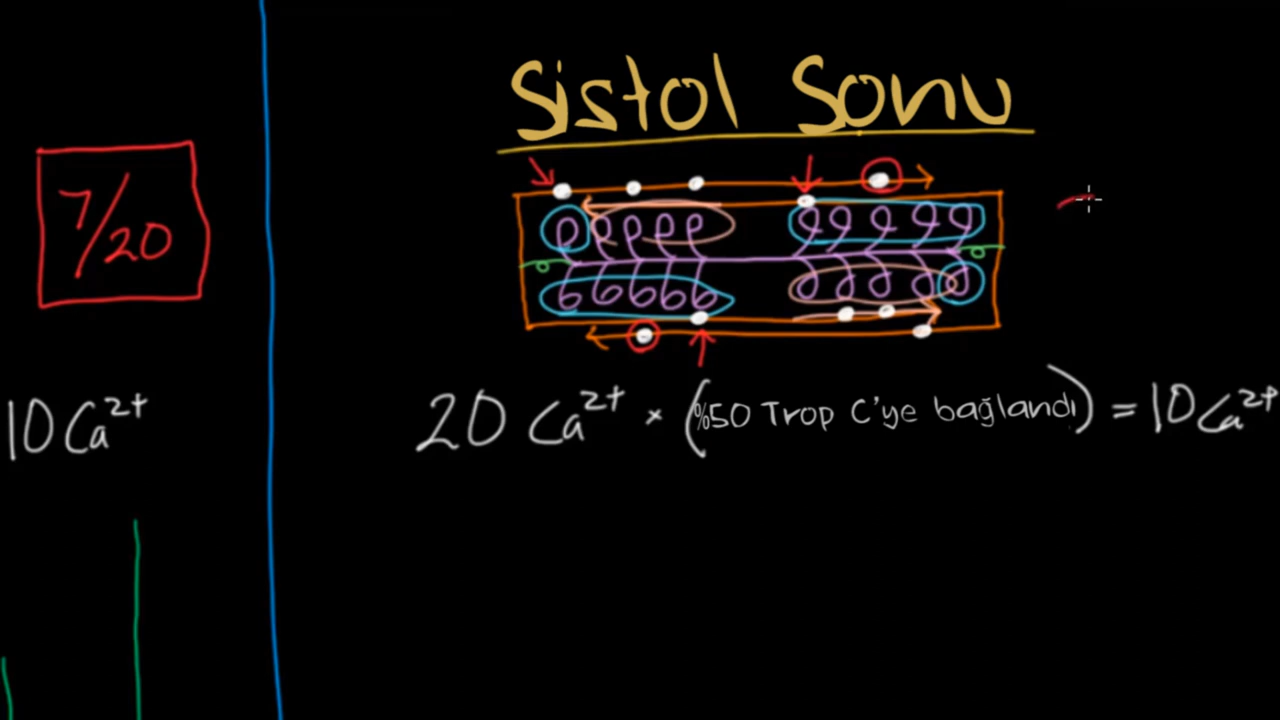 Sistol Sonu
7/20
10 Ca²⁺
20 Ca²⁺ × (%50 Trop C'ye bağlandı) = 10 Ca²⁺